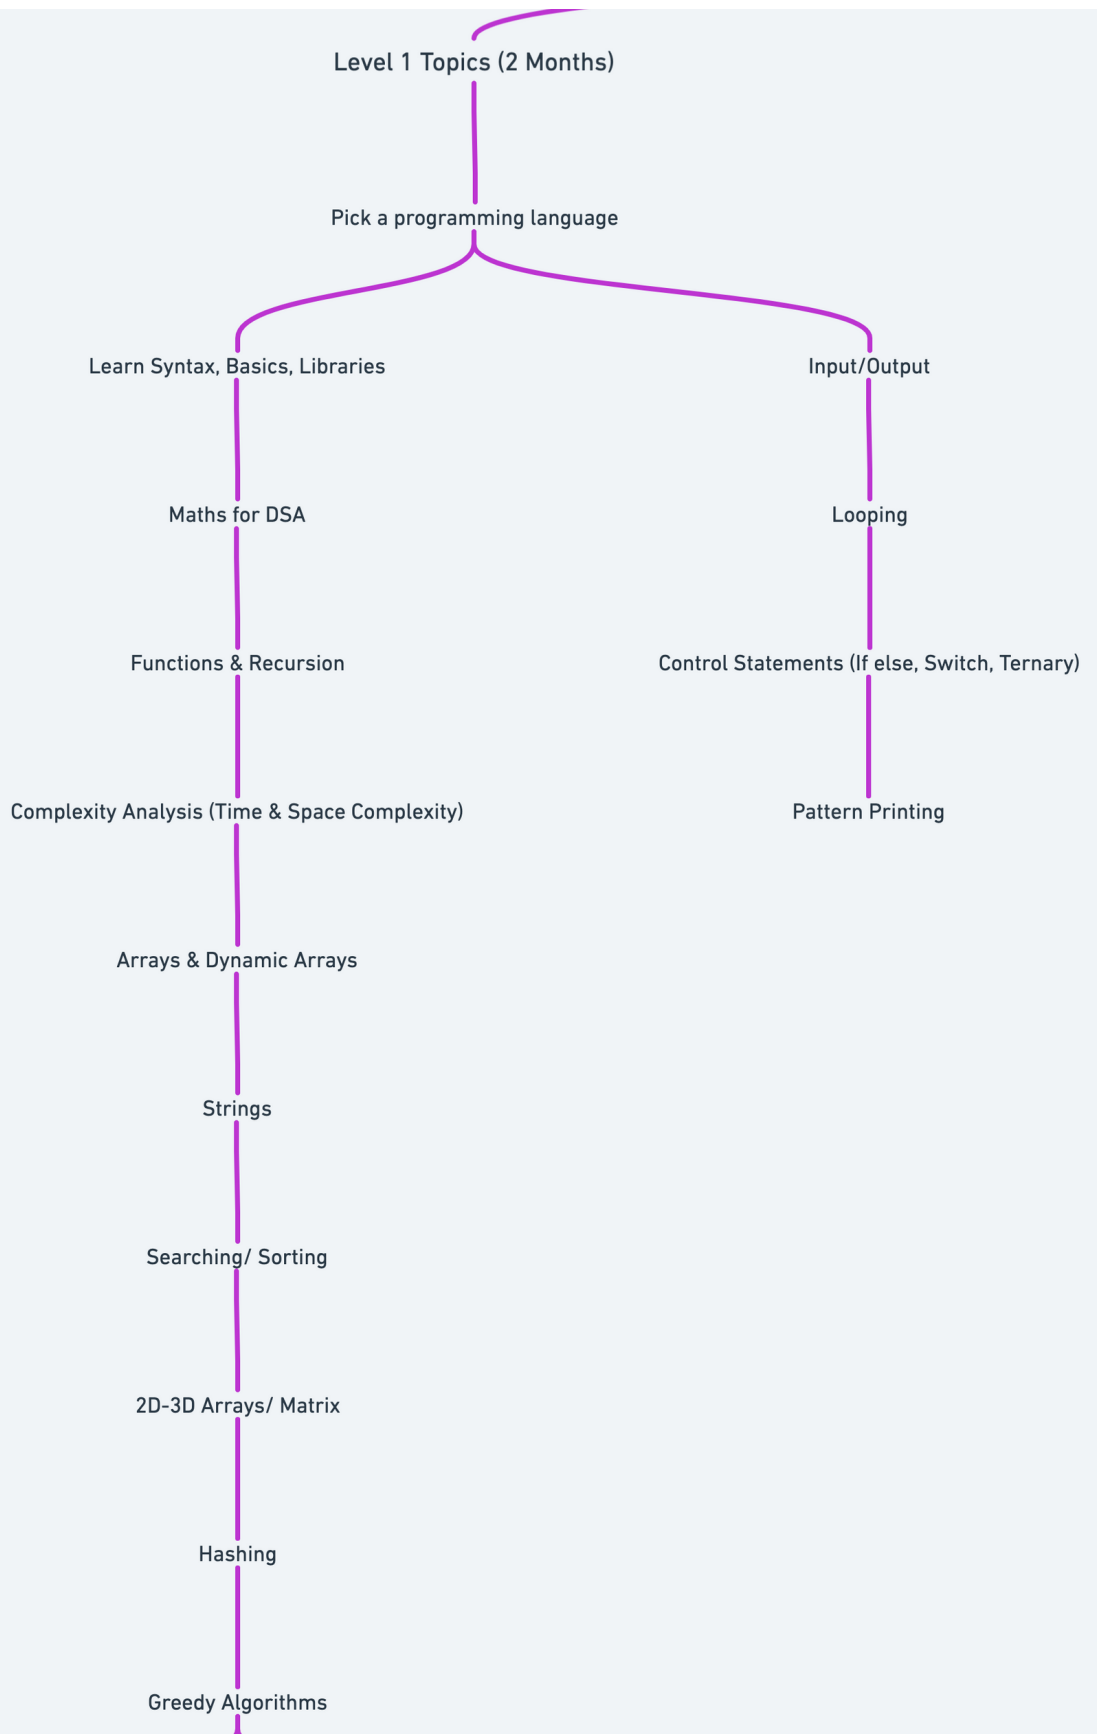 Level 1 Topics (2 Months)
Pick a programming language
Learn Syntax, Basics, Libraries
Input/Output
Maths for DSA
Looping
Functions & Recursion
Control Statements (If else, Switch, Ternary)
Complexity Analysis (Time & Space Complexity)
Pattern Printing
Arrays & Dynamic Arrays
Strings
Searching/ Sorting
2D-3D Arrays/ Matrix
Hashing
Greedy Algorithms